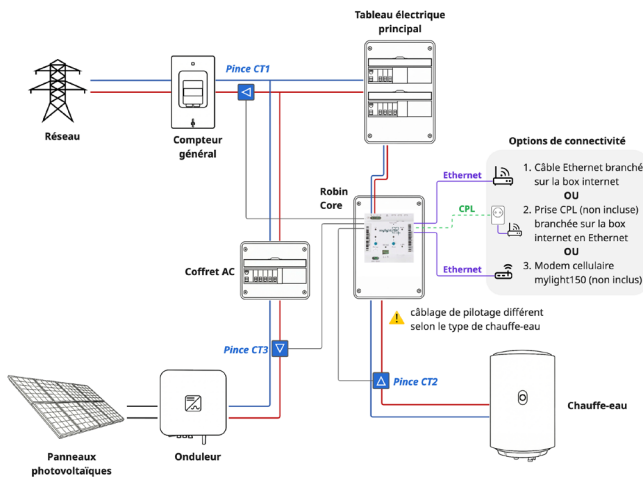 Tableau électrique
principal
Pince CT1
Réseau
Compteur
général
Options de connectivité
Ethernet
1. Câble Ethernet branché
sur la box internet
OU
Robin
Core
CPL
2. Prise CPL (non incluse)
branchée sur la box
internet en Ethernet
OU
mylight
Ethernet
3. Modem cellulaire
mylight150 (non inclus)
Coffret AC
câblage de pilotage différent
selon le type de chauffe-eau
Pince CT3
Pince CT2
Chauffe-eau
Panneaux
photovoltaïques
Onduleur